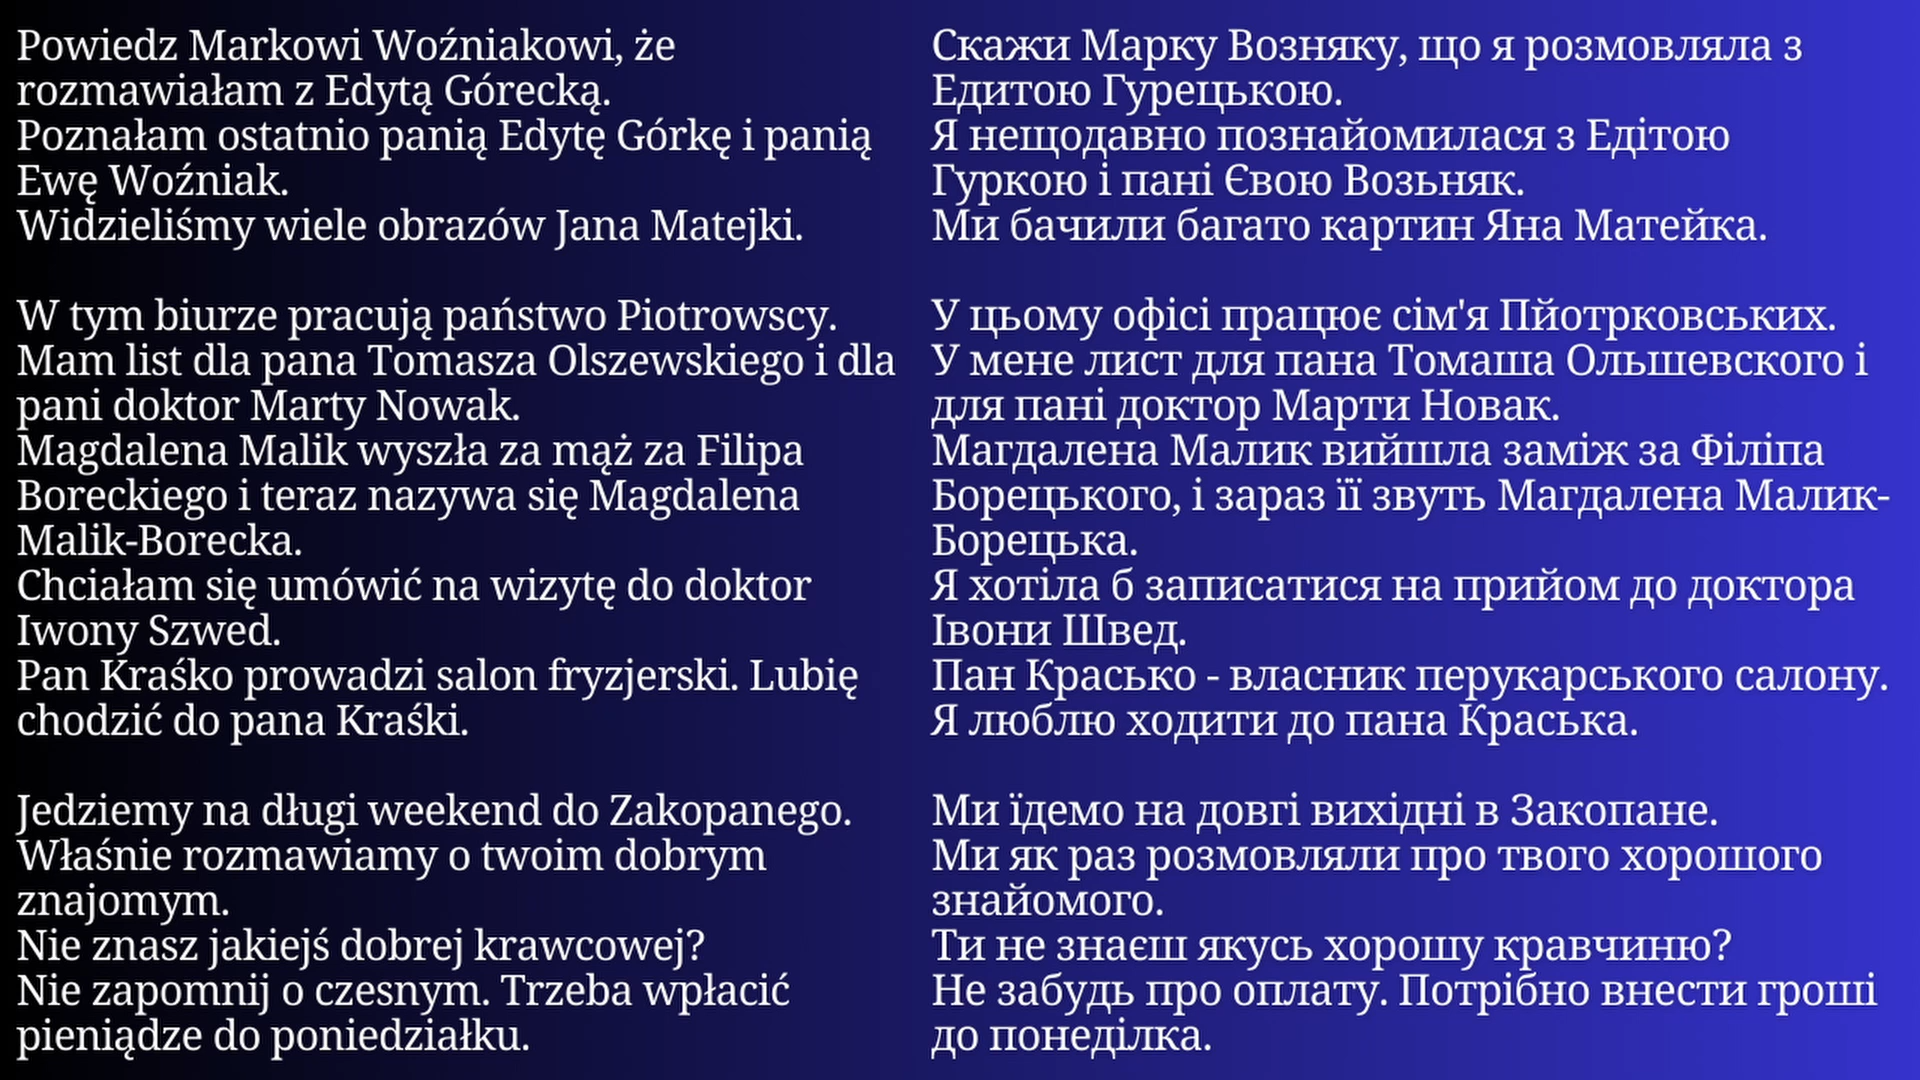 Powiedz Markowi Woźniakowi, że
rozmawiałam z Edytą Górecką.
Poznałam ostatnio panią Edytę Górkę i panią
Ewę Woźniak.
Widzieliśmy wiele obrazów Jana Matejki.
W tym biurze pracują państwo Piotrowscy.
Mam list dla pana Tomasza Olszewskiego i dla
pani doktor Marty Nowak.
Magdalena Malik wyszła za mąż za Filipa
Boreckiego i teraz nazywa się Magdalena
Malik-Borecka.
Chciałam się umówić na wizytę do doktor
Iwony Szwed.
Pan Kraśko prowadzi salon fryzjerski. Lubię
chodzić do pana Kraśki.
Jedziemy na długi weekend do Zakopanego.
Właśnie rozmawiamy o twoim dobrym
znajomym.
Nie znasz jakiejś dobrej krawcowej?
Nie zapomnij o czesnym. Trzeba wpłacić
pieniądze do poniedziałku.
Скажи Марку Возняку, що я розмовляла з
Едитою Гурецькою.
Я нещодавно познайомилася з Едітою
Гуркою і пані Євою Возьняк.
Ми бачили багато картин Яна Матейка.
У цьому офісі працює сім'я Пйотрковських.
У мене лист для пана Томаша Ольшевского і
для пані доктор Марти Новак.
Магдалена Малик вийшла заміж за Філіпа
Борецького, і зараз її звуть Магдалена Малик-
Борецька.
Я хотіла б записатися на прийом до доктора
Івони Швед.
Пан Красько - власник перукарського салону.
Я люблю ходити до пана Краська.
Ми їдемо на довгі вихідні в Закопане.
Ми як раз розмовляли про твого хорошого
знайомого.
Ти не знаєш якусь хорошу кравчиню?
Не забудь про оплату. Потрібно внести гроші
до понеділка.